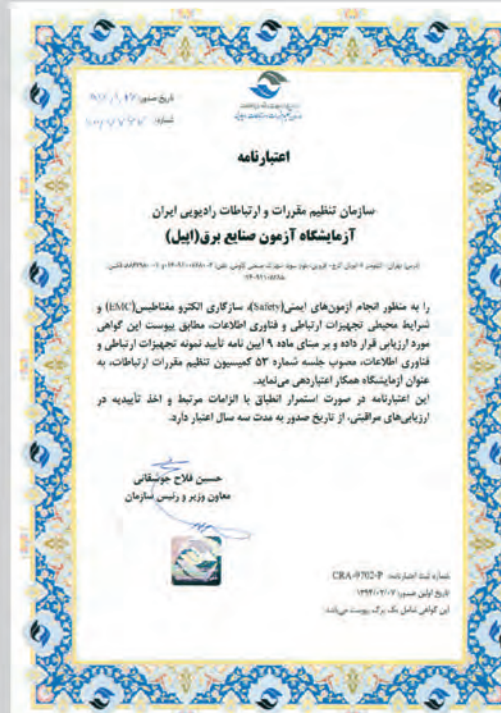 تاریخ صدور:
شماره:
اعتبارنامه
سازمان تنظیم مقررات و ارتباطات رادیویی ایران
آزمایشگاه آزمون صنایع برق(اپیل)
را به منظور انجام آزمون‌های ایمنی(Safety)، سازگاری الکترو مغناطیس(EMC) و
شرایط محیطی تجهیزات ارتباطی و فناوری اطلاعات، مطابق پیوست این گواهی
مورد ارزیابی قرار داده و بر مبنای ماده ۹ آیین نامه تأیید نمونه تجهیزات ارتباطی و
فناوری اطلاعات، مصوب جلسه شماره ۵۳ کمیسیون تنظیم مقررات ارتباطات، به
عنوان آزمایشگاه همکار اعتباردهی می‌نماید.
این اعتبارنامه در صورت استمرار انطباق با الزامات مرتبط و اخذ تأییدیه در
ارزیابی‌های مراقبتی، از تاریخ صدور به مدت سه سال اعتبار دارد.
حسین فلاح جوشقانی
معاون وزیر و رئیس سازمان
شماره ثبت اعتبارنامه: CRA-9702-P
تاریخ اولین صدور: ۱۳۹۴/۰۲/۰۷
این گواهی شامل یک برگ پیوست می‌باشد.